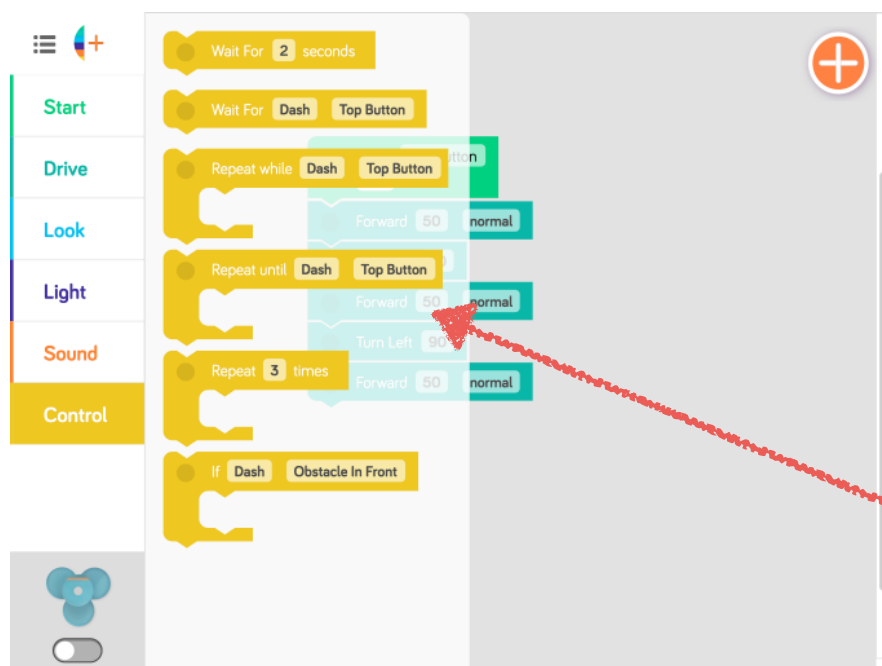 Start
Drive
Look
Light
Sound
Control
Wait For 2 seconds
Wait For Dash Top Button
Repeat while Dash Top Button
Repeat until Dash Top Button
Repeat 3 times
If Dash Obstacle In Front
Forward 50 normal
Forward 50 normal
Turn Left 90
Forward 50 normal